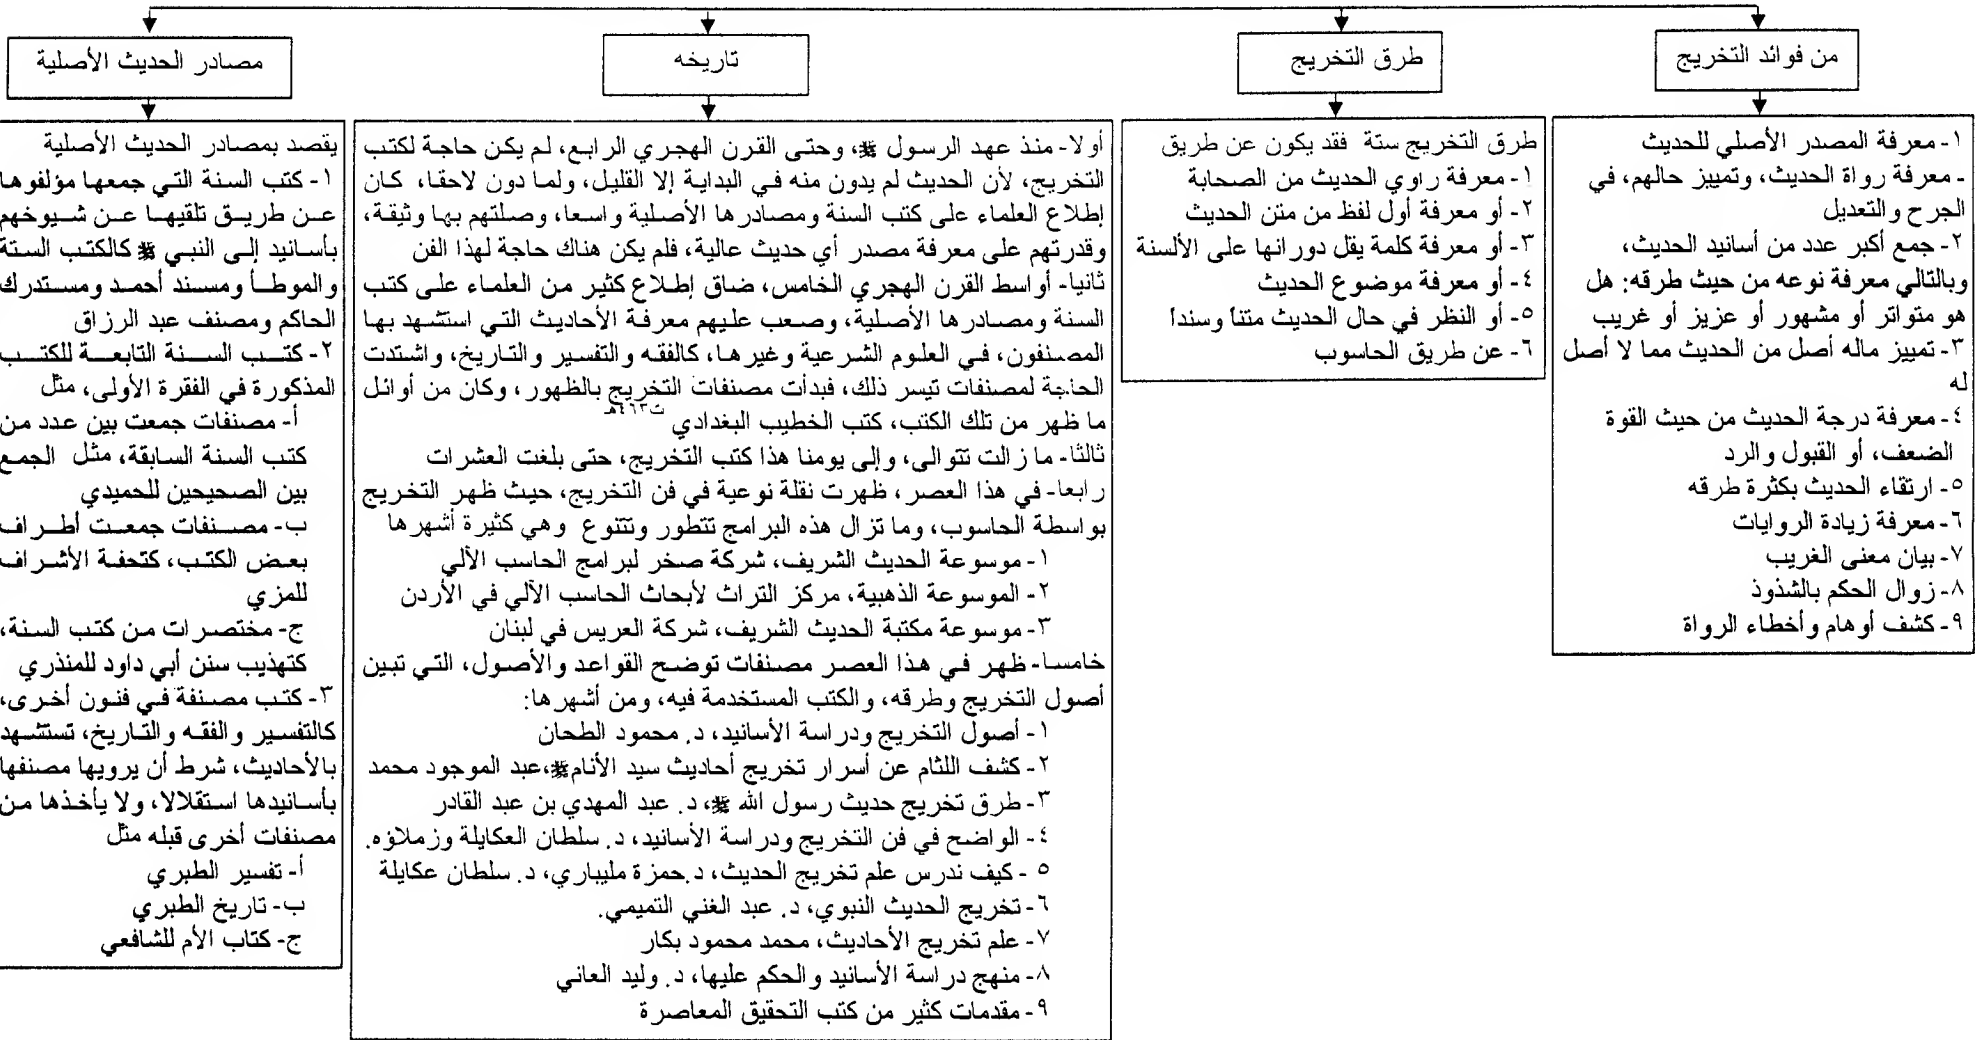 من فوائد التخريج
١- معرفة المصدر الأصلي للحديث
- معرفة رواة الحديث، وتمييز حالهم، في
الجرح والتعديل
٢- جمع أكبر عدد من أسانيد الحديث،
وبالتالي معرفة نوعه من حيث طرقه: هل
هو متواتر أو مشهور أو عزيز أو غريب
٣- تمييز ماله أصل من الحديث مما لا أصل
له
٤- معرفة درجة الحديث من حيث القوة
الضعف، أو القبول والرد
٥- ارتقاء الحديث بكثرة طرقه
٦- معرفة زيادة الروايات
٧- بيان معنى الغريب
٨- زوال الحكم بالشذوذ
٩- كشف أوهام وأخطاء الرواة
طرق التخريج
طرق التخريج ستة فقد يكون عن طريق
١- معرفة راوي الحديث من الصحابة
٢- أو معرفة أول لفظ من متن الحديث
٣- أو معرفة كلمة يقل دورانها على الألسنة
٤- أو معرفة موضوع الحديث
٥- أو النظر في حال الحديث متناً وسنداً
٦- عن طريق الحاسوب
تاريخه
أولا- منذ عهد الرسول ﷺ، وحتى القرن الهجري الرابع، لم يكن حاجة لكتب
التخريج، لأن الحديث لم يدون منه في البداية إلا القليل، ولما دون لاحقا، كان
إطلاع العلماء على كتب السنة ومصادرها الأصلية واسعا، وصلتهم بها وثيقة،
وقدرتهم على معرفة مصدر أي حديث عالية، فلم يكن هناك حاجة لهذا الفن
ثانيا- أواسط القرن الهجري الخامس، ضاق إطلاع كثير من العلماء على كتب
السنة ومصادرها الأصلية، وصعب عليهم معرفة الأحاديث التي استشهد بها
المصنفون، في العلوم الشرعية وغيرها، كالفقه والتفسير والتاريخ، واشتدت
الحاجة لمصنفات تيسر ذلك، فبدأت مصنفات التخريج بالظهور، وكان من أوائل
ما ظهر من تلك الكتب، كتب الخطيب البغدادي ت٤٦٣هـ
ثالثا- ما زالت تتوالى، وإلى يومنا هذا كتب التخريج، حتى بلغت العشرات
رابعا- في هذا العصر، ظهرت نقلة نوعية في فن التخريج، حيث ظهر التخريج
بواسطة الحاسوب، وما تزال هذه البرامج تتطور وتتنوع وهي كثيرة أشهرها
١- موسوعة الحديث الشريف، شركة صخر لبرامج الحاسب الآلي
٢- الموسوعة الذهبية، مركز التراث لأبحاث الحاسب الآلي في الأردن
٣- موسوعة مكتبة الحديث الشريف، شركة العريس في لبنان
خامسا- ظهر في هذا العصر مصنفات توضح القواعد والأصول، التي تبين
أصول التخريج وطرقه، والكتب المستخدمة فيه، ومن أشهرها:
١- أصول التخريج ودراسة الأسانيد، د. محمود الطحان
٢- كشف اللثام عن أسرار تخريج أحاديث سيد الأنامﷺ،عبد الموجود محمد
٣- طرق تخريج حديث رسول الله ﷺ، د. عبد المهدي بن عبد القادر
٤- الواضح في فن التخريج ودراسة الأسانيد، د. سلطان العكايلة وزملاؤه.
٥ - كيف ندرس علم تخريج الحديث، د.حمزة مليباري، د. سلطان عكايلة
٦- تخريج الحديث النبوي، د. عبد الغني التميمي.
٧- علم تخريج الأحاديث، محمد محمود بكار
٨- منهج دراسة الأسانيد والحكم عليها، د. وليد العاني
٩- مقدمات كثير من كتب التحقيق المعاصرة
مصادر الحديث الأصلية
يقصد بمصادر الحديث الأصلية
١- كتب السنة التي جمعها مؤلفوها
عن طريق تلقيها عن شيوخهم
بأسانيد إلى النبي ﷺ كالكتب الستة
والموطأ ومسند أحمد ومستدرك
الحاكم ومصنف عبد الرزاق
٢- كتب السنة التابعة للكتب
المذكورة في الفقرة الأولى، مثل
أ- مصنفات جمعت بين عدد من
كتب السنة السابقة، مثل الجمع
بين الصحيحين للحميدي
ب- مصنفات جمعت أطراف
بعض الكتب، كتحفة الأشراف
للمزي
ج- مختصرات من كتب السنة،
كتهذيب سنن أبي داود للمنذري
٣- كتب مصنفة في فنون أخرى،
كالتفسير والفقه والتاريخ، تستشهد
بالأحاديث، شرط أن يرويها مصنفها
بأسانيدها استقلالا، ولا يأخذها من
مصنفات أخرى قبله مثل
أ- تفسير الطبري
ب- تاريخ الطبري
ج- كتاب الأم للشافعي